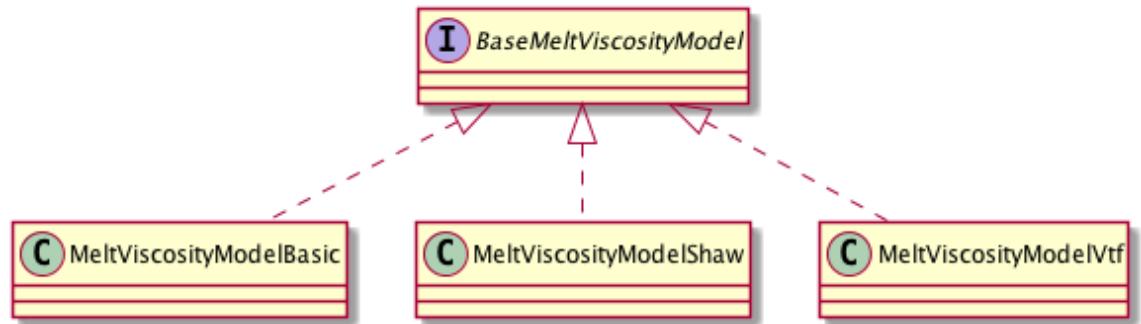 I BaseMeltViscosityModel
C MeltViscosityModelBasic
C MeltViscosityModelShaw
C MeltViscosityModelVtf